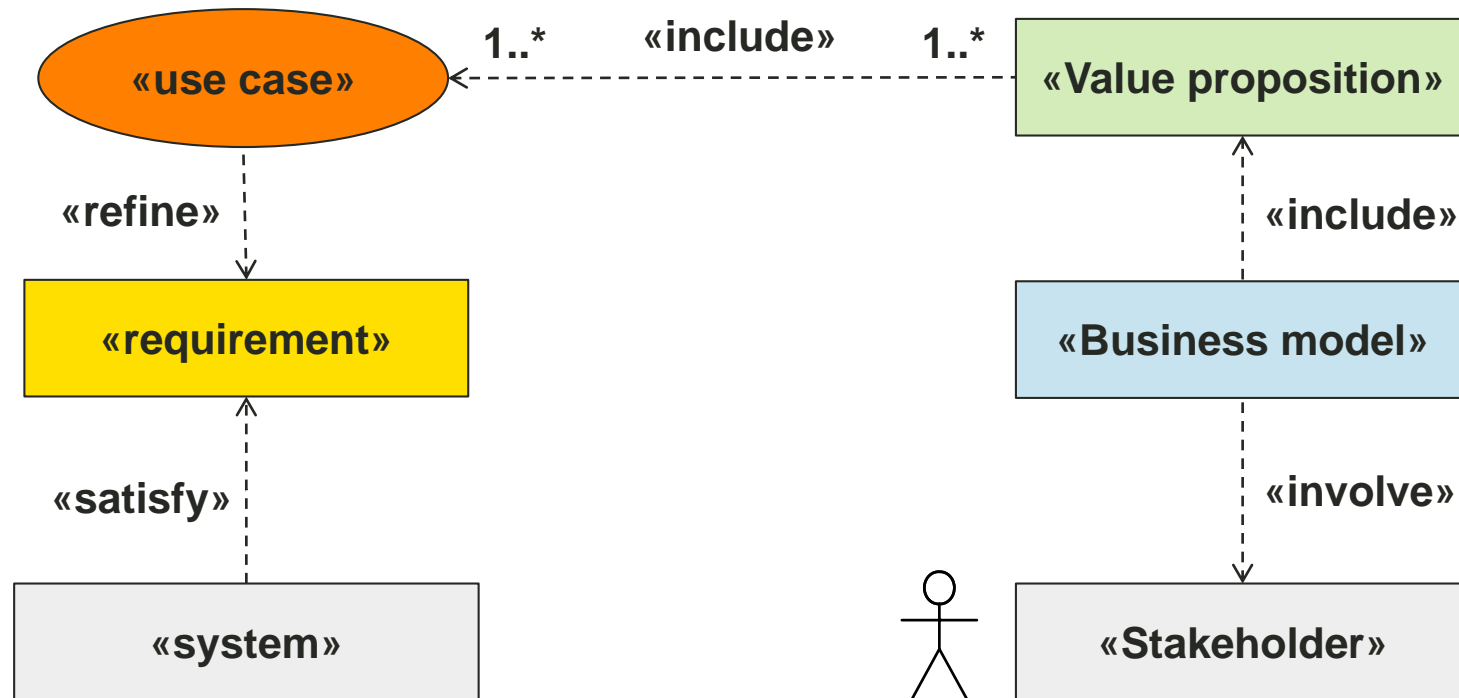 1..*
«include»
1..*
«use case»
«Value proposition»
«refine»
«include»
«requirement»
«Business model»
«satisfy»
«involve»
«system»
«Stakeholder»